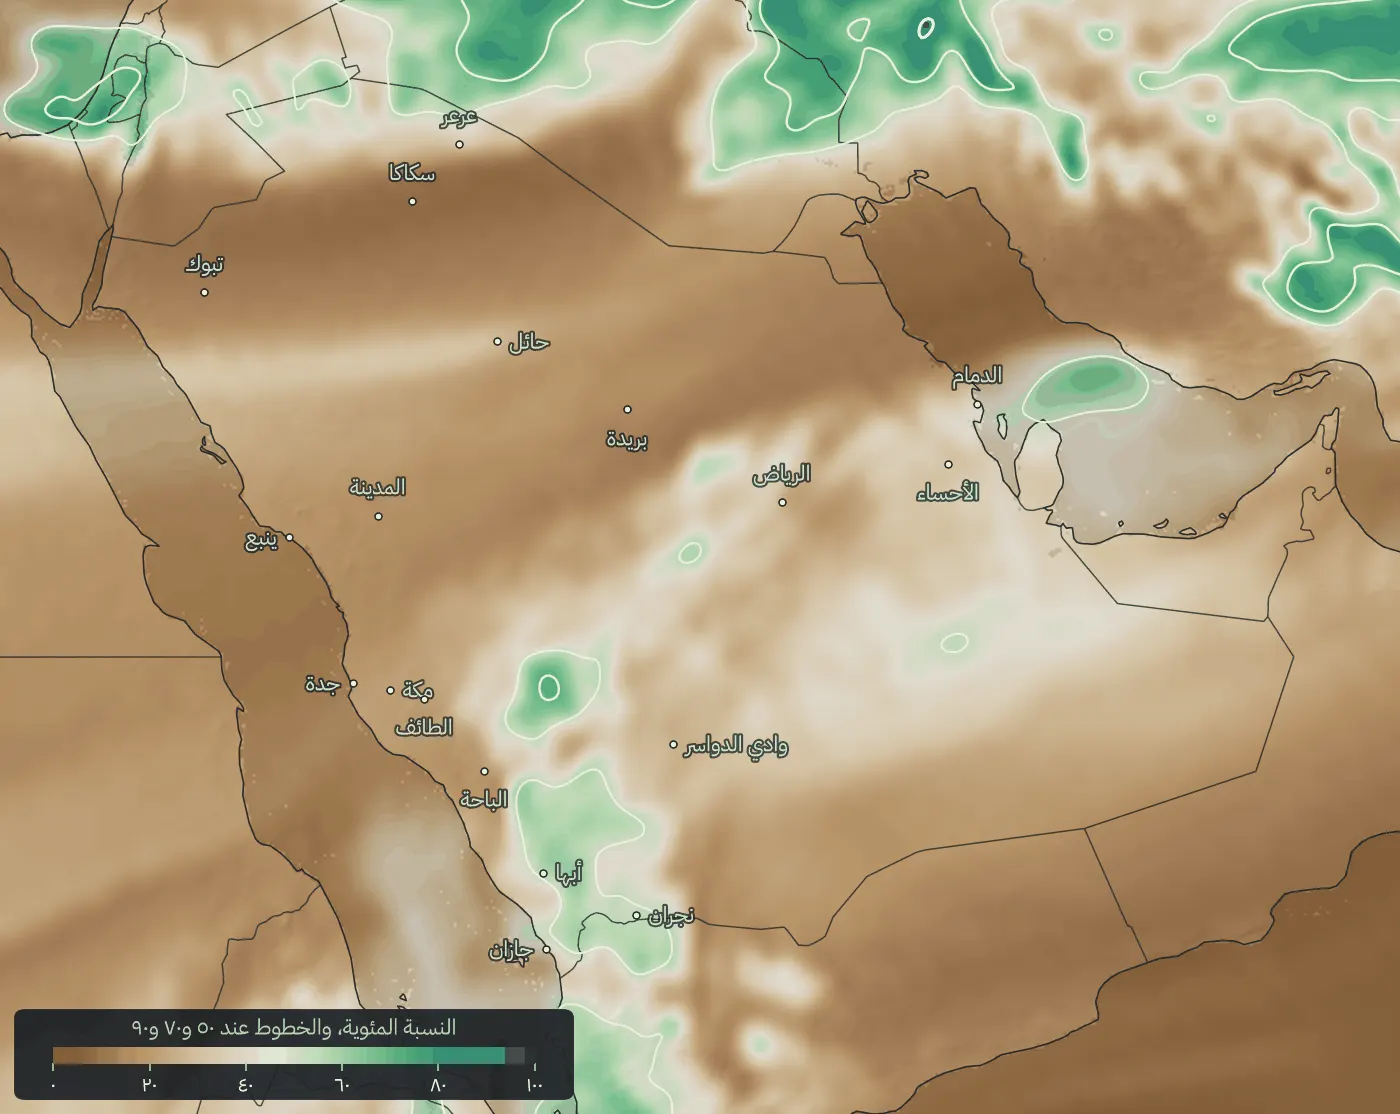 عرعر
سكاكا
تبوك
حائل
الدمام
بريدة
الرياض
الأحساء
المدينة
ينبع
جدة
مكة
الطائف
وادي الدواسر
الباحة
أبها
نجران
جازان
النسبة المئوية، والخطوط عند ٥٠ و٧٠ و٩٠
٠ ٢٠ ٤٠ ٦٠ ٨٠ ١٠٠